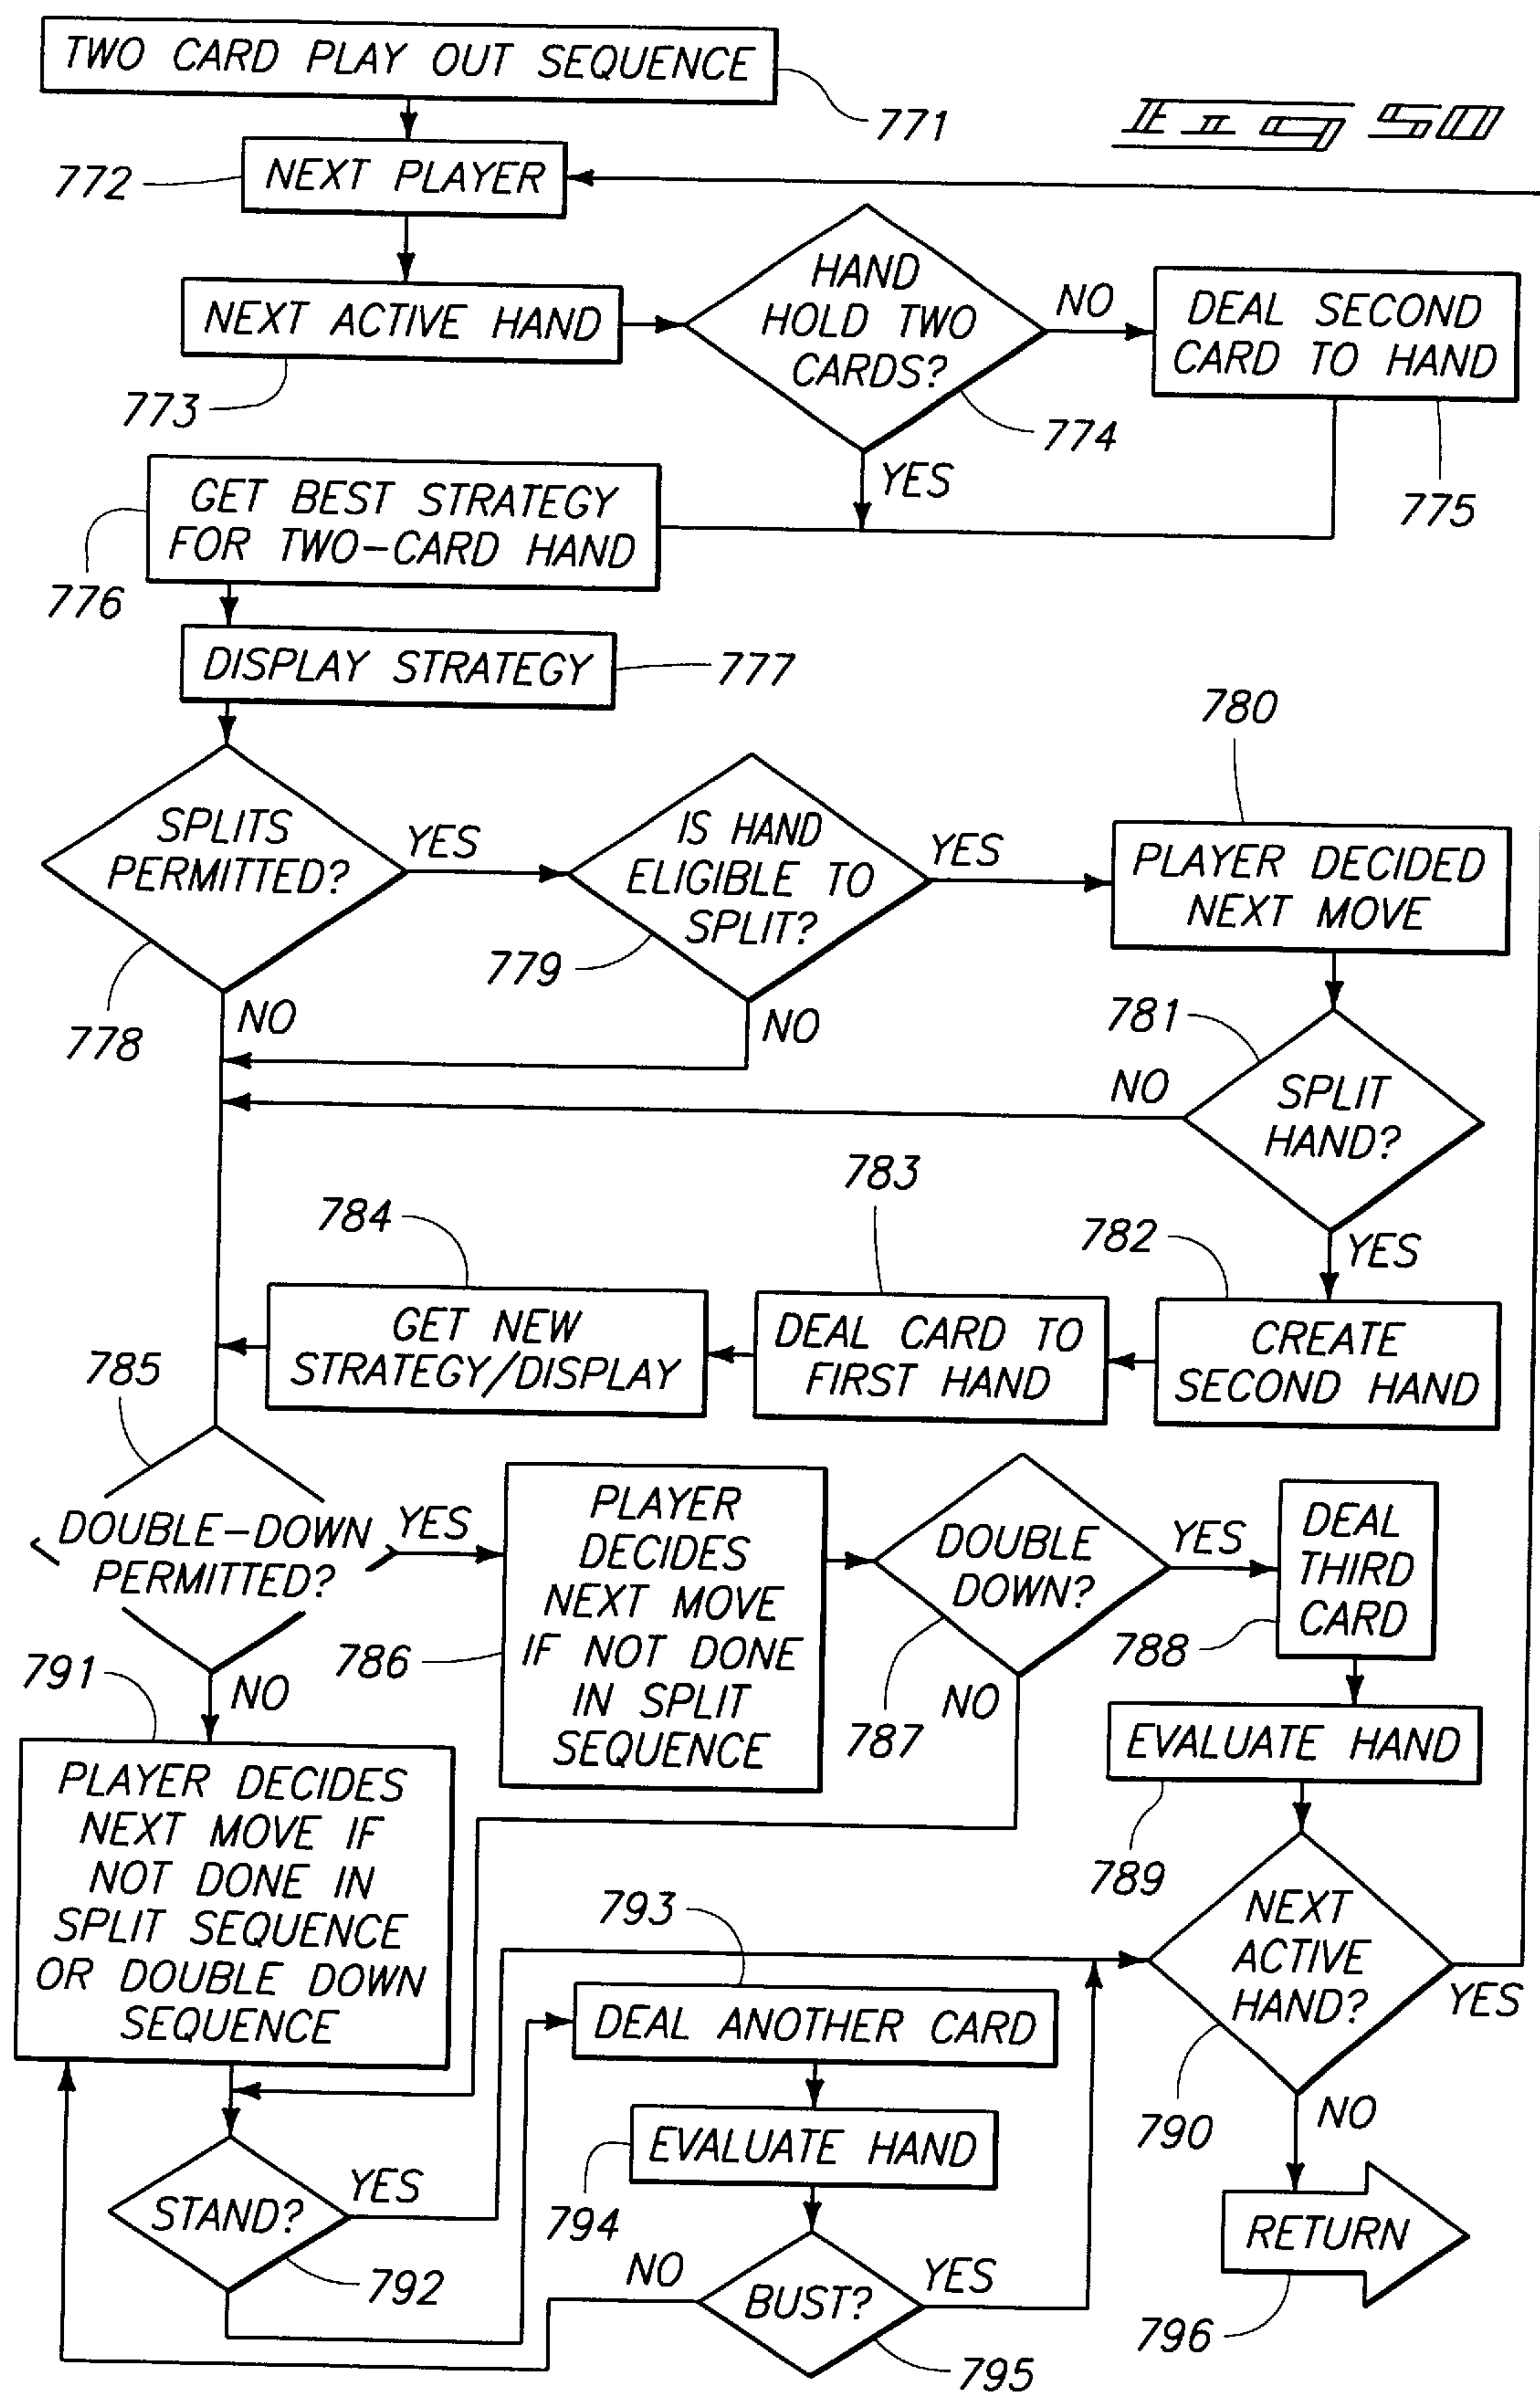 TWO CARD PLAY OUT SEQUENCE
771
Fig 50
772
NEXT PLAYER
NEXT ACTIVE HAND
773
HAND
HOLD TWO
CARDS?
774
NO
YES
DEAL SECOND
CARD TO HAND
775
GET BEST STRATEGY
FOR TWO-CARD HAND
776
DISPLAY STRATEGY
777
SPLITS
PERMITTED?
778
YES
NO
IS HAND
ELIGIBLE TO
SPLIT?
779
YES
NO
780
PLAYER DECIDED
NEXT MOVE
781
SPLIT
HAND?
NO
YES
782
CREATE
SECOND HAND
783
DEAL CARD TO
FIRST HAND
784
GET NEW
STRATEGY/DISPLAY
785
DOUBLE-DOWN
PERMITTED?
YES
NO
786
PLAYER
DECIDES
NEXT MOVE
IF NOT DONE
IN SPLIT
SEQUENCE
DOUBLE
DOWN?
787
YES
NO
DEAL
THIRD
CARD
788
EVALUATE HAND
789
NEXT
ACTIVE
HAND?
790
YES
NO
791
PLAYER DECIDES
NEXT MOVE IF
NOT DONE IN
SPLIT SEQUENCE
OR DOUBLE DOWN
SEQUENCE
STAND?
792
YES
793
DEAL ANOTHER CARD
EVALUATE HAND
794
BUST?
795
NO
YES
RETURN
796